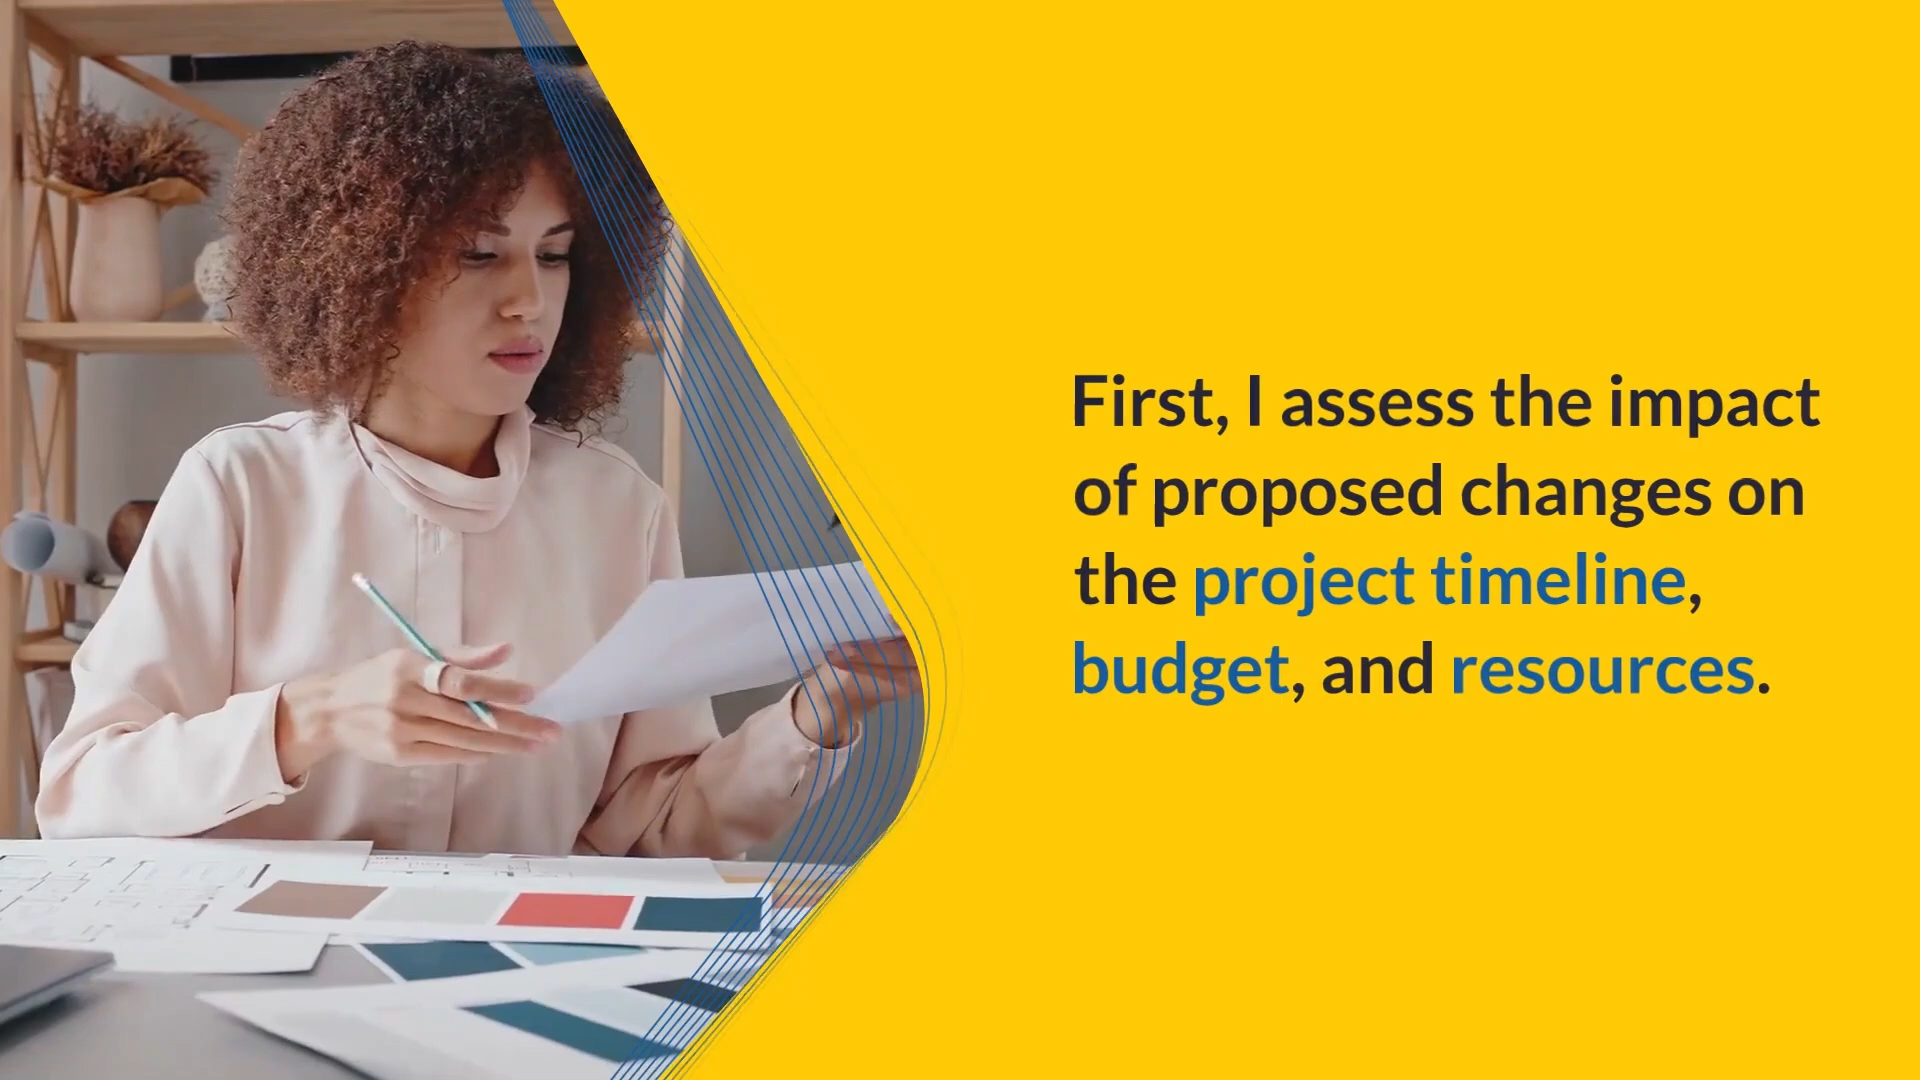 First, I assess the impact
of proposed changes on
the project timeline,
budget, and resources.